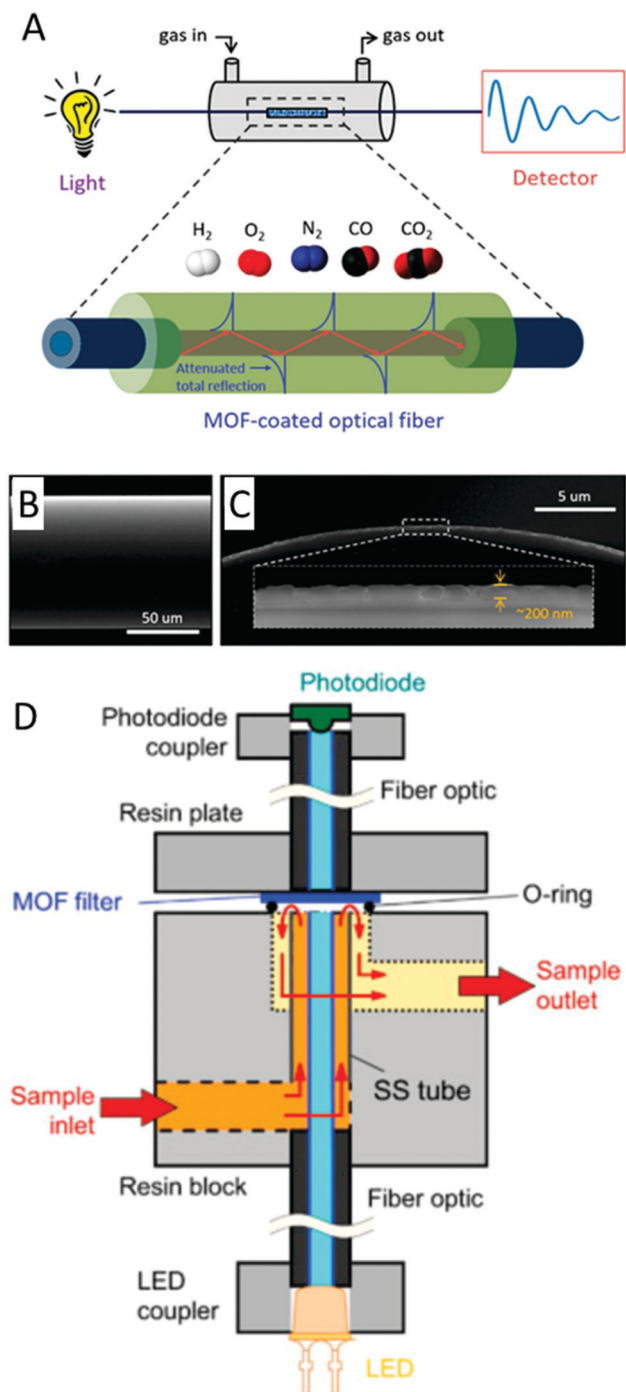 A
gas in
gas out
Light
Detector
H2
O2
N2
CO
CO2
Attenuated
total reflection
MOF-coated optical fiber
B
50 um
C
5 um
~200 nm
D
Photodiode
Photodiode
coupler
Fiber optic
Resin plate
MOF filter
O-ring
Sample
outlet
SS tube
Sample
inlet
Resin block
Fiber optic
LED
coupler
LED